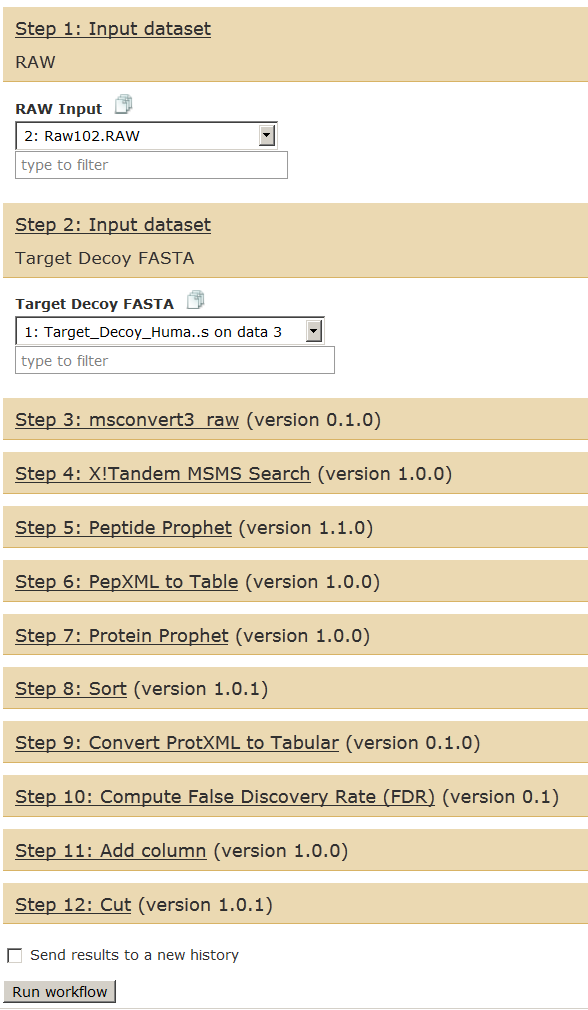 Step 1: Input dataset
RAW
RAW Input
2: Raw102.RAW
type to filter
Step 2: Input dataset
Target Decoy FASTA
Target Decoy FASTA
1: Target_Decoy_Huma..s on data 3
type to filter
Step 3: msconvert3_raw (version 0.1.0)
Step 4: X!Tandem MSMS Search (version 1.0.0)
Step 5: Peptide Prophet (version 1.1.0)
Step 6: PepXML to Table (version 1.0.0)
Step 7: Protein Prophet (version 1.0.0)
Step 8: Sort (version 1.0.1)
Step 9: Convert ProtXML to Tabular (version 0.1.0)
Step 10: Compute False Discovery Rate (FDR) (version 0.1)
Step 11: Add column (version 1.0.0)
Step 12: Cut (version 1.0.1)
Send results to a new history
Run workflow